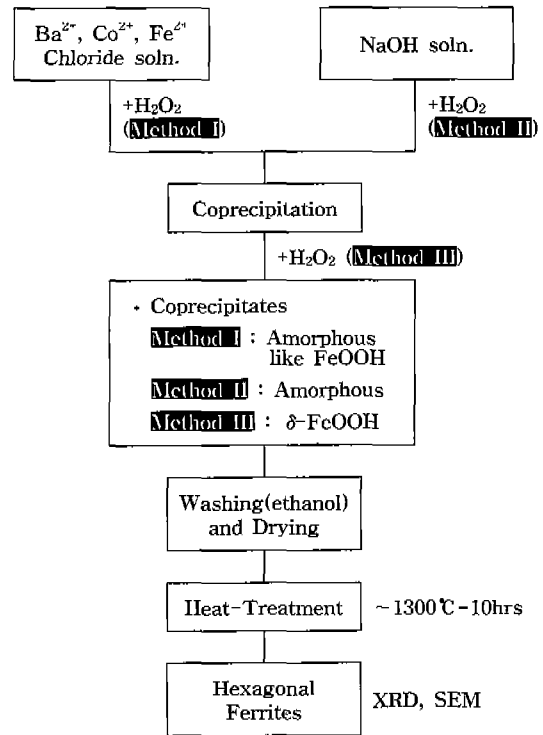 Ba²⁺, Co²⁺, Fe²⁺
Chloride soln.
NaOH soln.
+H₂O₂
(Method I)
+H₂O₂
(Method II)
Coprecipitation
+H₂O₂ (Method III)
• Coprecipitates
Method I : Amorphous
like FeOOH
Method II : Amorphous
Method III : δ-FeOOH
Washing(ethanol)
and Drying
Heat-Treatment
~1300℃-10hrs
Hexagonal
Ferrites
XRD, SEM